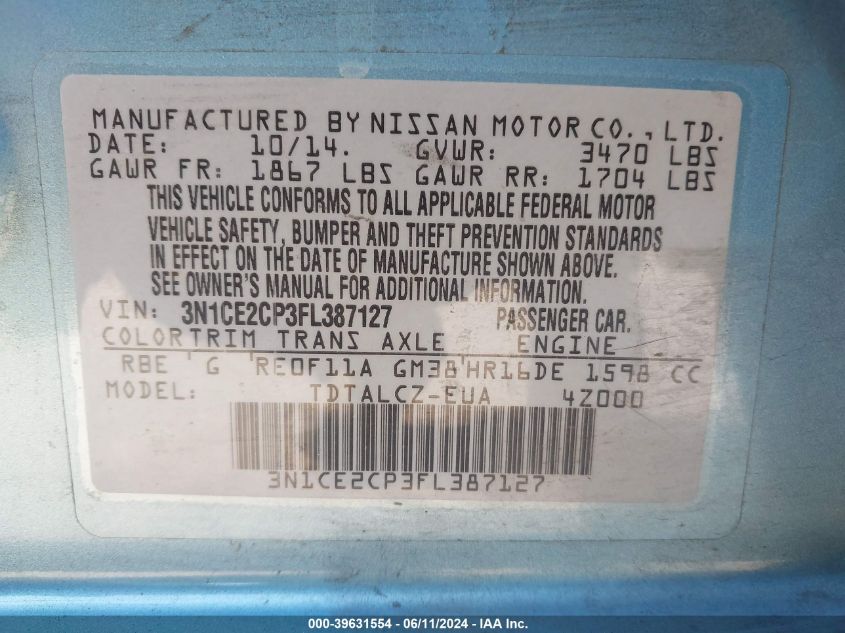 MANUFACTURED BY NISSAN MOTOR CO., LTD.
DATE: 10/14. GVWR: 3470 LBS
GAWR FR: 1867 LBS GAWR RR: 1704 LBS
THIS VEHICLE CONFORMS TO ALL APPLICABLE FEDERAL MOTOR
VEHICLE SAFETY, BUMPER AND THEFT PREVENTION STANDARDS
IN EFFECT ON THE DATE OF MANUFACTURE SHOWN ABOVE.
SEE OWNER'S MANUAL FOR ADDITIONAL INFORMATION.
VIN: 3N1CE2CP3FL387127 PASSENGER CAR.
COLORTRIM TRANS AXLE ENGINE
RBE ' G 'RE0F11A GM38'HR16DE 1598 CC
MODEL: TDTALCZ-EUA 4Z000
3N1CE2CP3FL387127
000-39631554 - 06/11/2024 - IAA Inc.